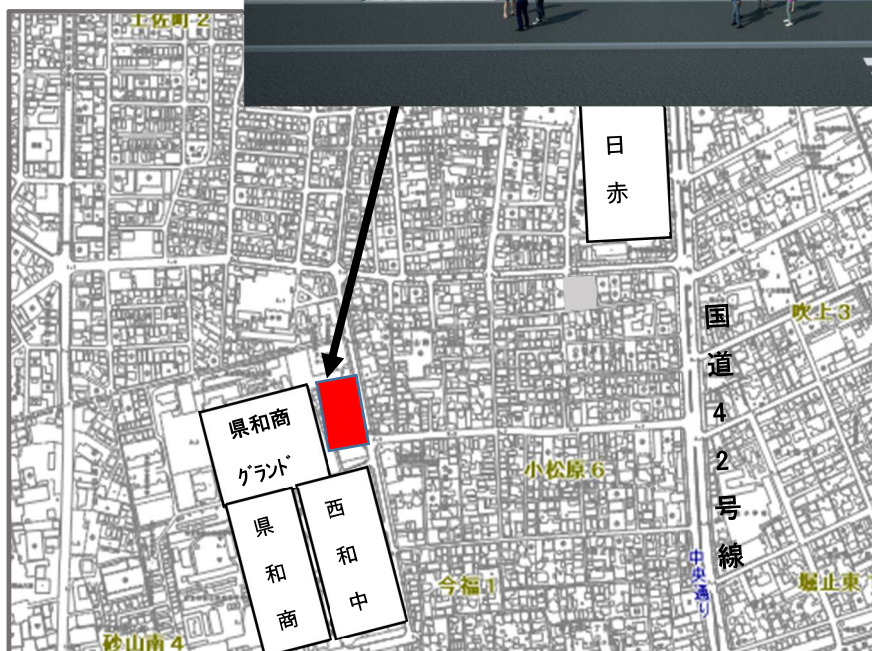 土佐町2
日赤
国道42号線
吹上3
県和商
グランド
小松原6
県和商
西和中
中央通り
今福1
堀止東1
砂山南4